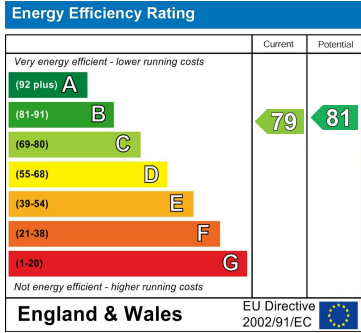 Energy Efficiency Rating
Current Potential
Very energy efficient - lower running costs
(92 plus) A
(81-91) B
(69-80) C
(55-68) D
(39-54) E
(21-38) F
(1-20) G
79
81
Not energy efficient - higher running costs
England & Wales
EU Directive
2002/91/EC